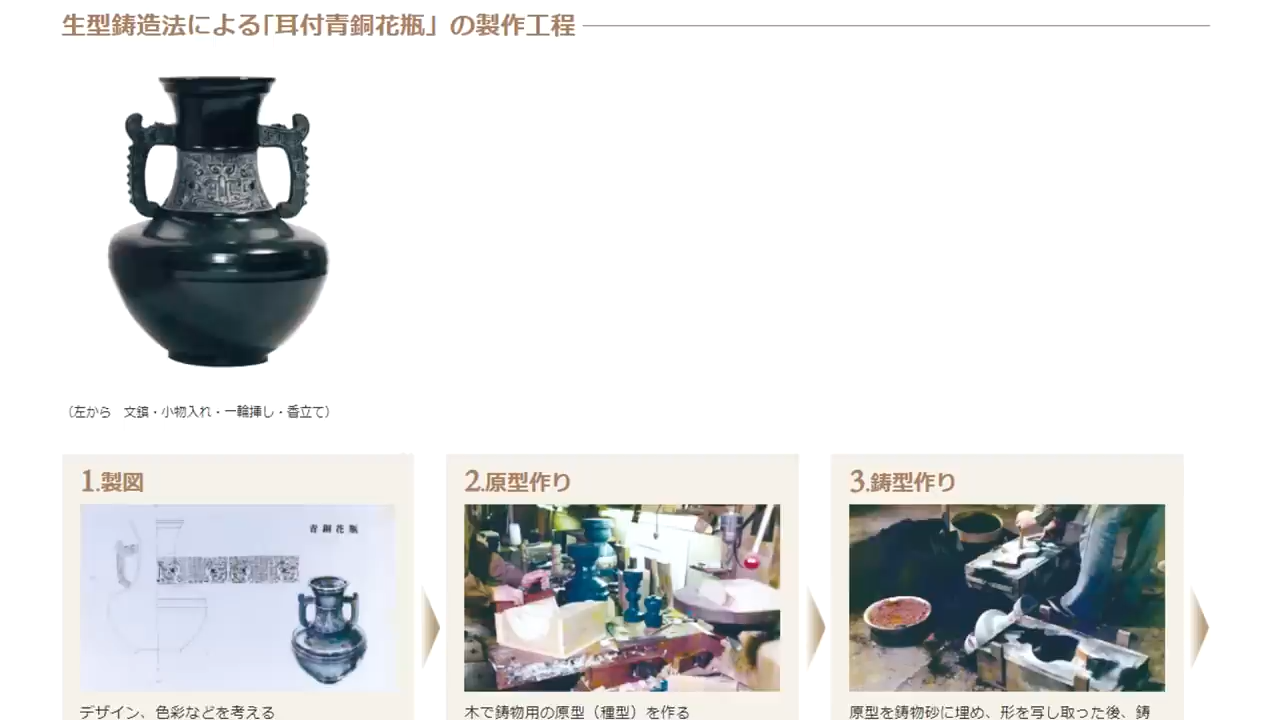 生型鋳造法による｢耳付青銅花瓶」の製作工程
（左から　文鎮・小物入れ・一輪挿し・香立て）
1.製図
2.原型作り
3.鋳型作り
青銅花瓶
デザイン、色彩などを考える
木で鋳物用の原型（種型）を作る
原型を鋳物砂に埋め、形を写し取った後、鋳